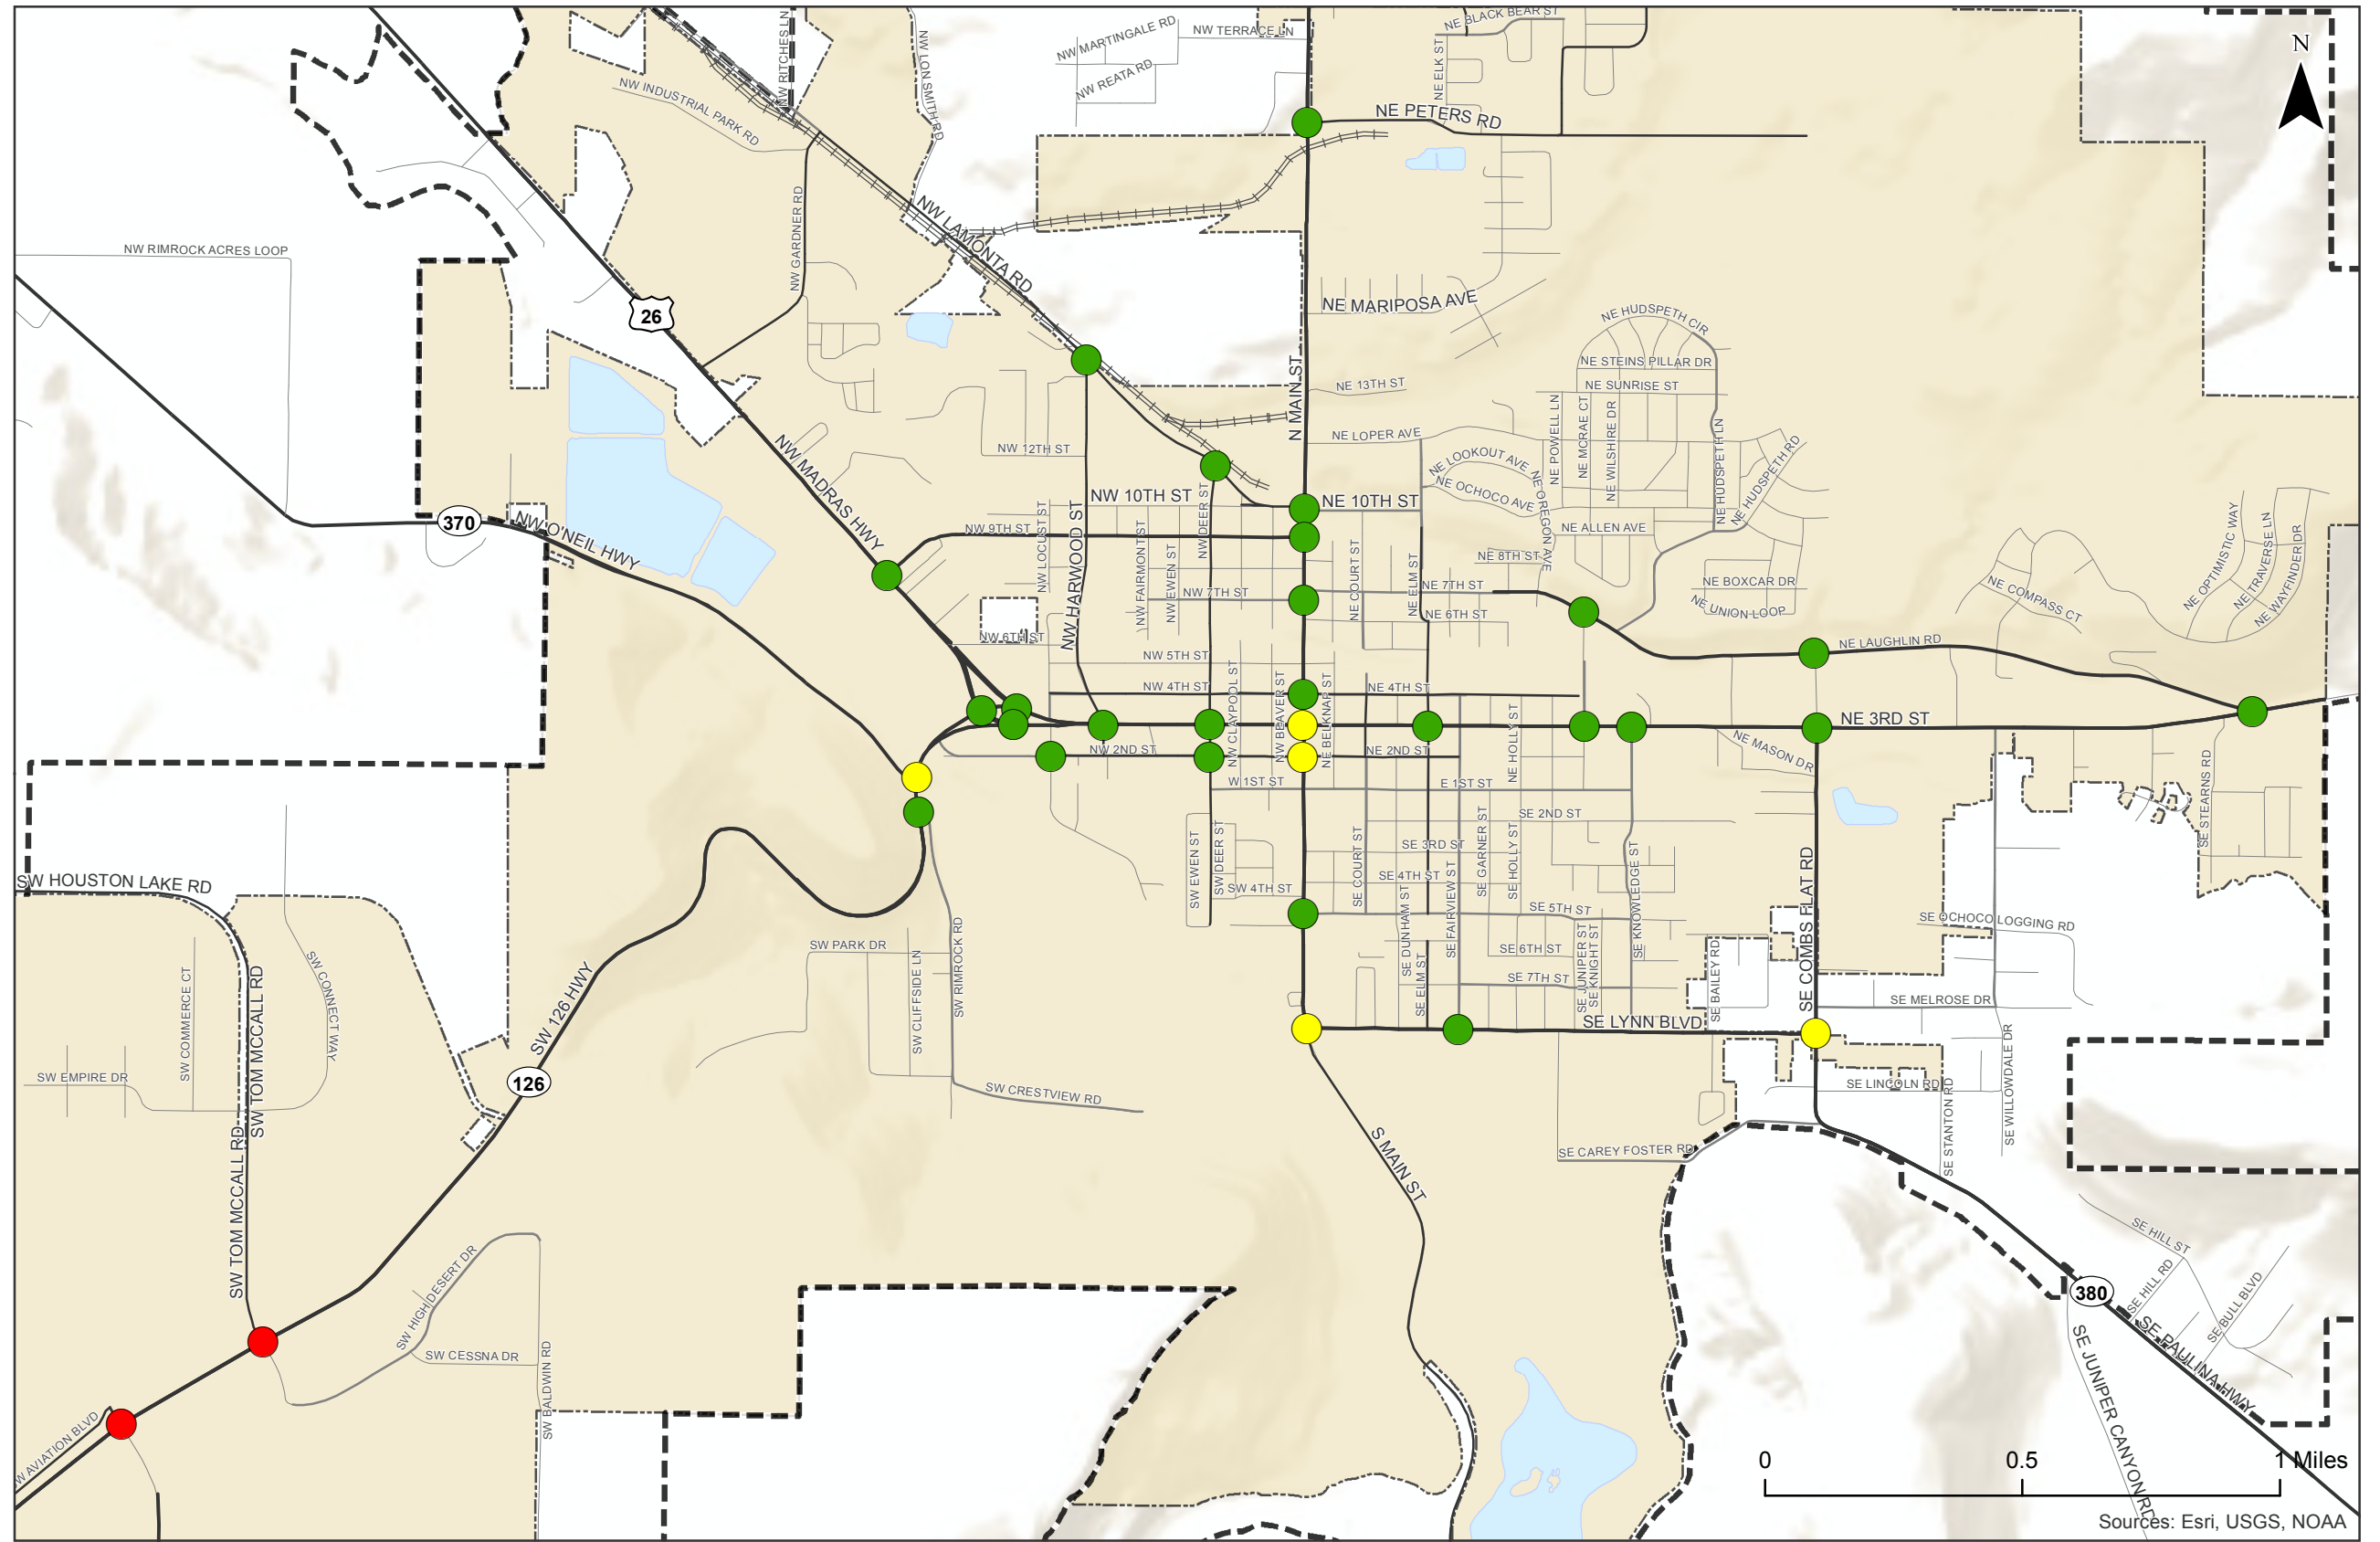 NE BLACK BEAR ST
N
NW RITCHES LN
NW LON SMITH RD
NW MARTINGALE RD
NW TERRACE LN
NW REATA RD
NE ELK ST
NW INDUSTRIAL PARK RD
NE PETERS RD
NW GARDNER RD
NW LAMONTA RD
NW RIMROCK ACRES LOOP
26
NE MARIPOSA AVE
NE HUDSPETH CIR
NE STEINS PILLAR DR
NE SUNRISE ST
N MAIN ST
NE 13TH ST
NE POWELL LN
NE MCRAE CT
NE WILSHIRE DR
NE HUDSPETH LN
NE HUDSPETH RD
NE LOPER AVE
NW 12TH ST
NW MADRAS HWY
NE LOOKOUT AVE
NE OCHOCO AVE
NE OREGON AVE
NW 10TH ST
NE 10TH ST
370
NW O'NEIL HWY
NW 9TH ST
NW LOCUST ST
NW HARWOOD ST
NW FAIRMONT ST
NW EWEN ST
NW DEER ST
NE ALLEN AVE
NE 8TH ST
NE COURT ST
NE ELM ST
NE 7TH ST
NW 7TH ST
NE 6TH ST
NE BOXCAR DR
NE UNION LOOP
NE OPTIMISTIC WAY
NE TRAVERSE LN
NE WAYFINDER DR
NE COMPASS CT
NW 6TH ST
NW 5TH ST
NE LAUGHLIN RD
NW 4TH ST
NE 4TH ST
NW CLAYPOOL ST
NW BEAVER ST
NE BELKNAP ST
NE HOLLY ST
NE 3RD ST
NE MASON DR
NW 2ND ST
NE 2ND ST
W 1ST ST
E 1ST ST
SE STEARNS RD
SE 2ND ST
SE 3RD ST
SE 4TH ST
SW EWEN ST
SW DEER ST
SW 4TH ST
SE COURT ST
SE GARNER ST
SE HOLLY ST
SE KNOWLEDGE ST
SE COMBS FLAT RD
SW HOUSTON LAKE RD
SE 5TH ST
SE OCHOCO LOGGING RD
SE DUNHAM ST
SE FAIRVIEW ST
SE 6TH ST
SE 7TH ST
SE JUNIPER ST
SE KNIGHT ST
SE BAILEY RD
SE ELM ST
SW PARK DR
SW CLIFFSIDE LN
SW RIMROCK RD
SW COMMERCE CT
SW TOM MCCALL RD
SW CONNECT WAY
SW 126 HWY
SE MELROSE DR
SE LYNN BLVD
SW EMPIRE DR
126
SW CRESTVIEW RD
SE LINCOLN RD
SE STANTON RD
SE WILLOWDALE DR
SW TOM MCCALL RD
S MAIN ST
SE CAREY FOSTER RD
SE HILL ST
SE HILL RD
SE BULL BLVD
380
SE PAULINA HWY
SE JUNIPER CANYON RD
SW HIGH DESERT DR
SW CESSNA DR
SW BALDWIN RD
W AVIATION BLVD
0 0.5 1 Miles
Sources: Esri, USGS, NOAA